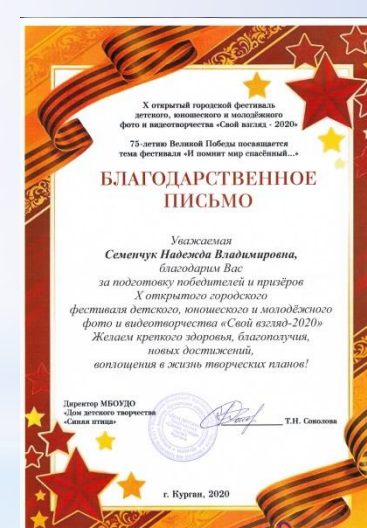 X открытый городской фестиваль
детского, юношеского и молодёжного
фото и видеотворчества «Свой взгляд - 2020»
75-летию Великой Победы посвящается
тема фестиваля «И помнит мир спасённый...»
БЛАГОДАРСТВЕННОЕ
ПИСЬМО
Уважаемая
Семенчук Надежда Владимировна,
благодарим Вас
за подготовку победителей и призёров
X открытого городского
фестиваля детского, юношеского и молодёжного
фото и видеотворчества «Свой взгляд-2020»
Желаем крепкого здоровья, благополучия,
новых достижений,
воплощения в жизнь творческих планов!
Директор МБОУДО
«Дом детского творчества
«Синяя птица»
Т.Н. Соколова
г. Курган, 2020